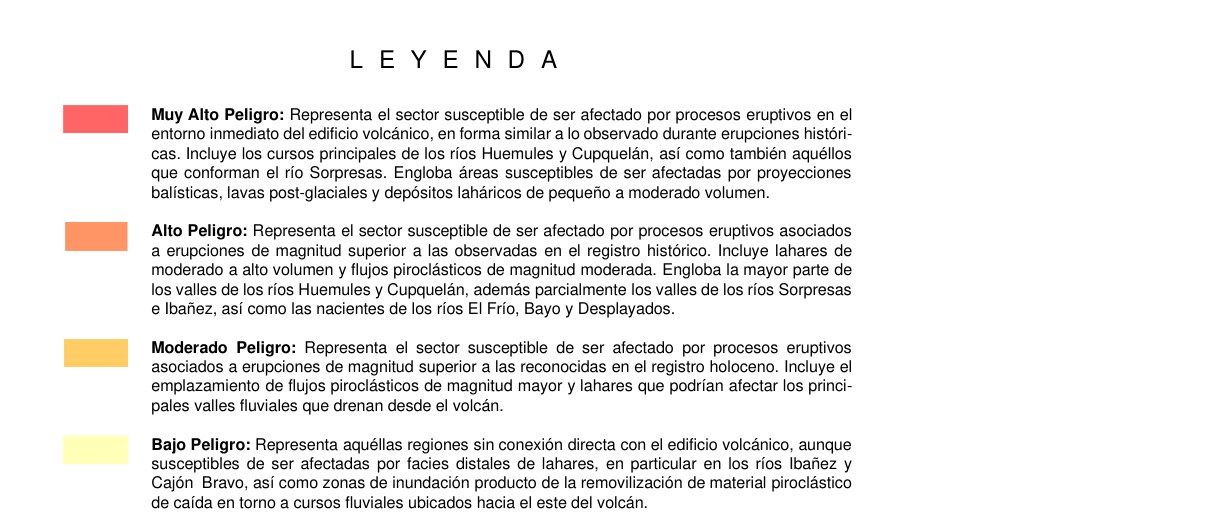 L E Y E N D A
Muy Alto Peligro: Representa el sector susceptible de ser afectado por procesos eruptivos en el
entorno inmediato del edificio volcánico, en forma similar a lo observado durante erupciones históri-
cas. Incluye los cursos principales de los ríos Huemules y Cupquelán, así como también aquéllos
que conforman el río Sorpresas. Engloba áreas susceptibles de ser afectadas por proyecciones
balísticas, lavas post-glaciales y depósitos laháricos de pequeño a moderado volumen.
Alto Peligro: Representa el sector susceptible de ser afectado por procesos eruptivos asociados
a erupciones de magnitud superior a las observadas en el registro histórico. Incluye lahares de
moderado a alto volumen y flujos piroclásticos de magnitud moderada. Engloba la mayor parte de
los valles de los ríos Huemules y Cupquelán, además parcialmente los valles de los ríos Sorpresas
e Ibañez, así como las nacientes de los ríos El Frío, Bayo y Desplayados.
Moderado Peligro: Representa el sector susceptible de ser afectado por procesos eruptivos
asociados a erupciones de magnitud superior a las reconocidas en el registro holoceno. Incluye el
emplazamiento de flujos piroclásticos de magnitud mayor y lahares que podrían afectar los princi-
pales valles fluviales que drenan desde el volcán.
Bajo Peligro: Representa aquéllas regiones sin conexión directa con el edificio volcánico, aunque
susceptibles de ser afectadas por facies distales de lahares, en particular en los ríos Ibañez y
Cajón Bravo, así como zonas de inundación producto de la removilización de material piroclástico
de caída en torno a cursos fluviales ubicados hacia el este del volcán.